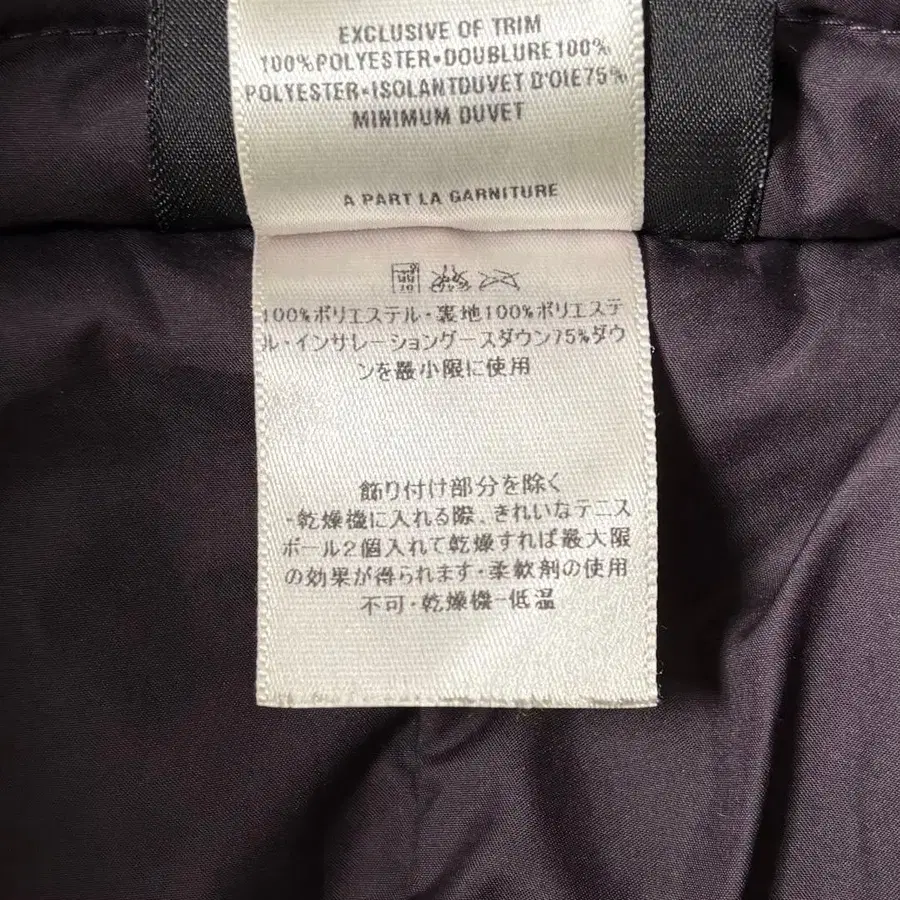 EXCLUSIVE OF TRIM
100%POLYESTER•DOUBLURE100%
POLYESTER•ISOLANTDUVET D'OIE75%
MINIMUM DUVET
A PART LA GARNITURE
100%ポリエステル・裏地100%ポリエステ
ル・インサレーショングースダウン75%ダウ
ンを最小限に使用
飾り付け部分を除く
・乾燥機に入れる際、きれいなテニス
ボール2個入れて乾燥すれば最大限
の効果が得られます・柔軟剤の使用
不可・乾燥機-低温